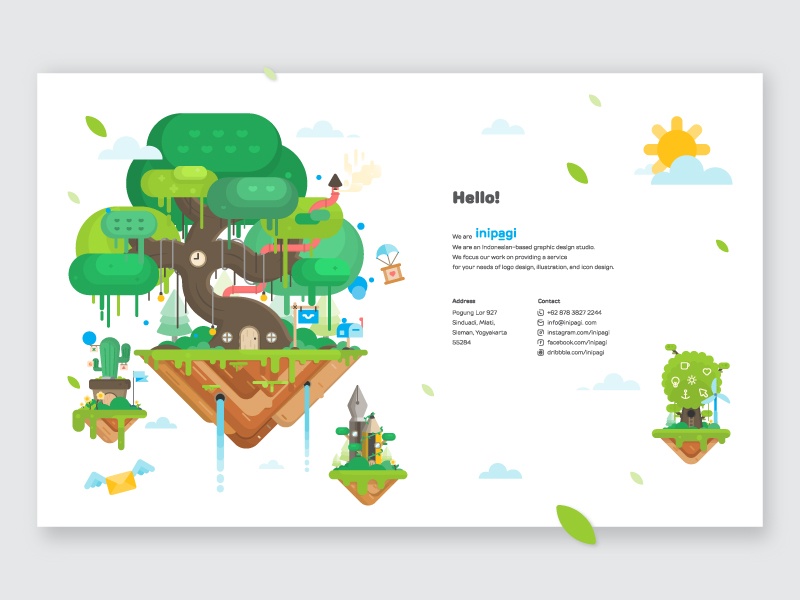 Hello!
We are inipagi
We are an Indonesian-based graphic design studio.
We focus our work on providing a service
for your needs of logo design, illustration, and icon design.
Address
Pogung Lor 927
Sinduadi, Mlati,
Sleman, Yogyakarta
55284
Contact
+62 878 3827 2244
info@inipagi.com
instagram.com/inipagi
facebook.com/inipagi
dribbble.com/inipagi